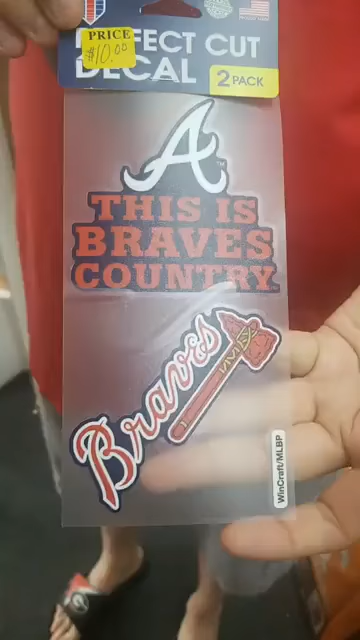 PRICE
$10.00
PERFECT CUT
DECAL
2 PACK
A
THIS IS
BRAVES
COUNTRY
Braves
WinCraft/MLBP